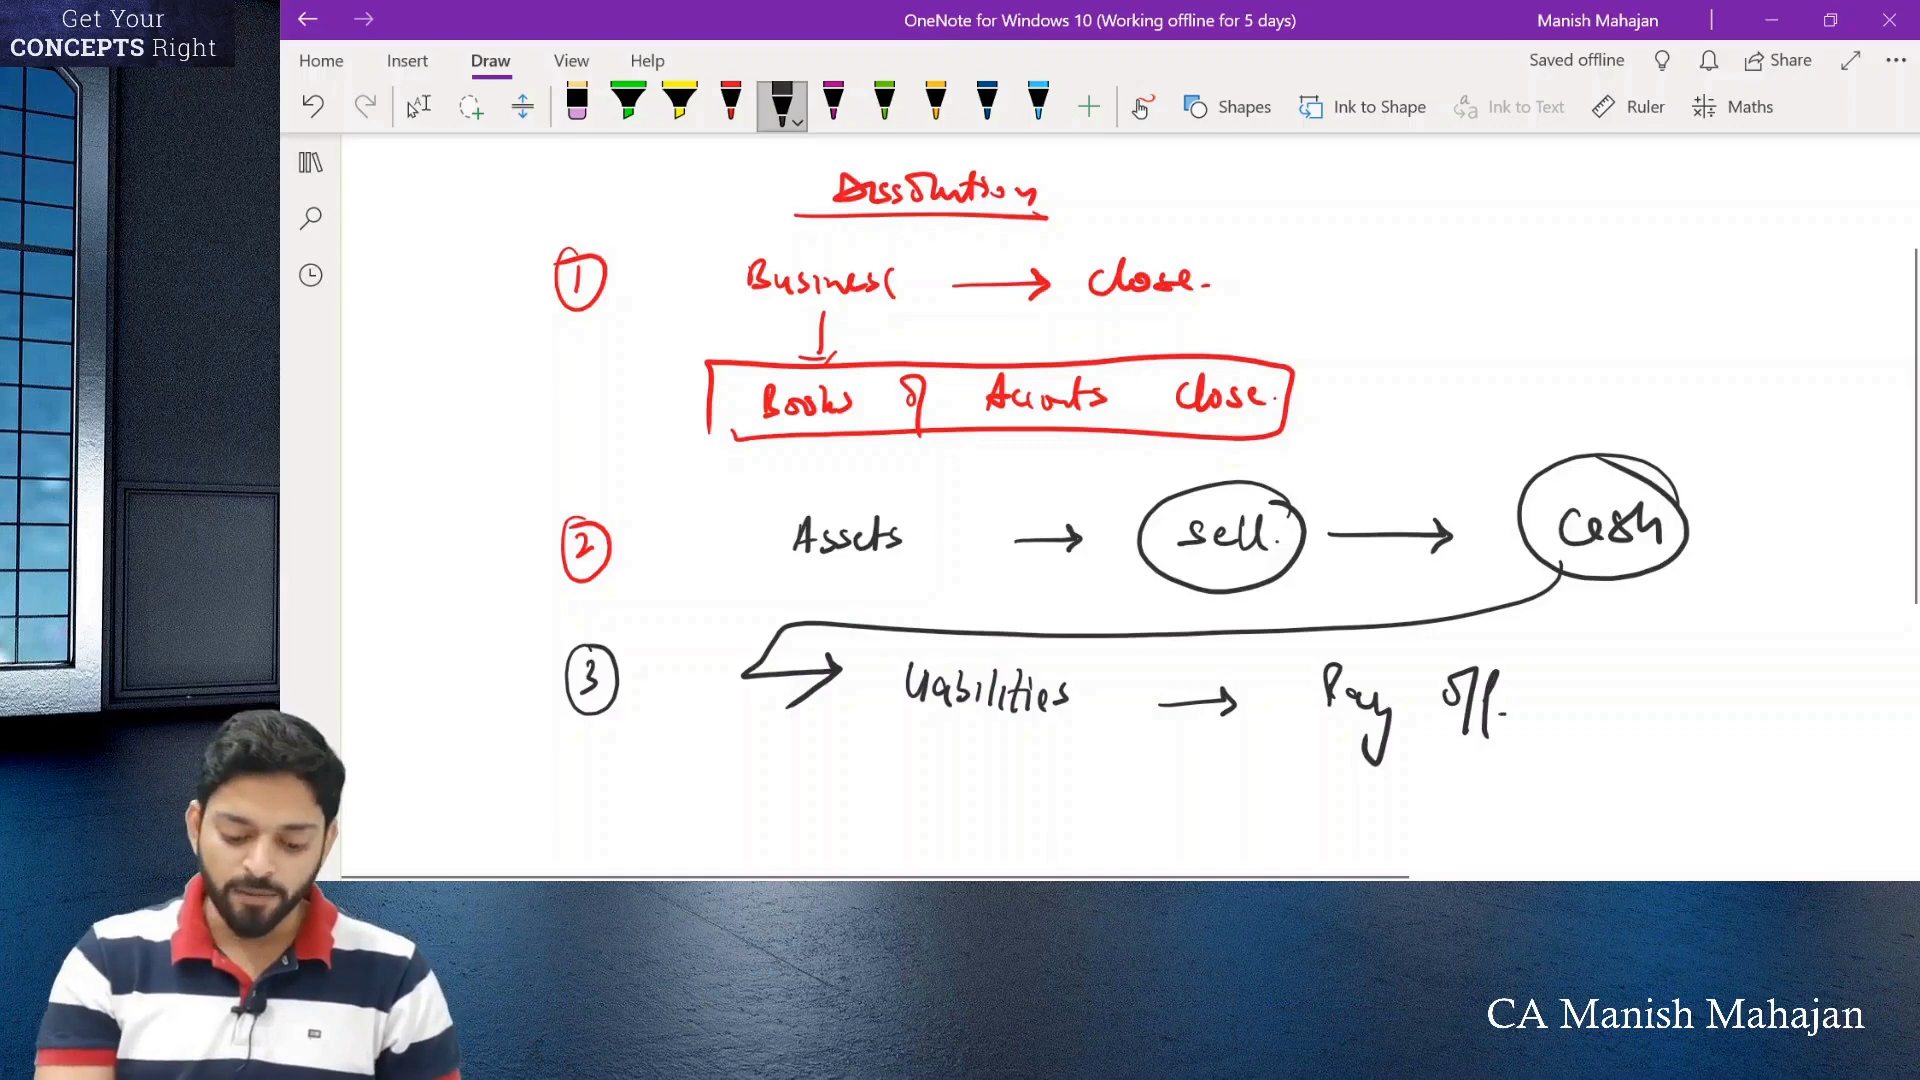 Get Your
CONCEPTS Right
OneNote for Windows 10 (Working offline for 5 days)
Manish Mahajan
Home Insert Draw View Help
Saved offline
Share
Shapes
Ink to Shape
Ink to Text
Ruler
Maths
Dissolution
1 Business → close.
Books of Accounts close.
2 Assets → sell. → cash
3 Liabilities → Pay off.
CA Manish Mahajan